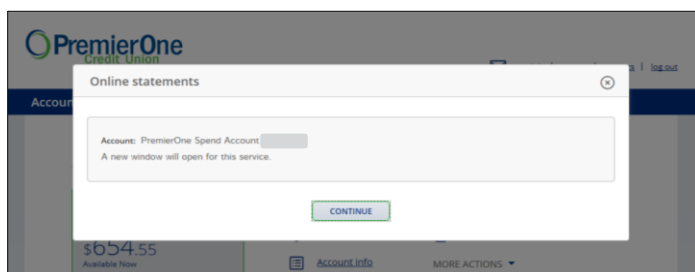 PremierOne
Credit Union
log out
Online statements
Accoun
Account: PremierOne Spend Account
A new window will open for this service.
CONTINUE
$654.55
Available Now
Account Info
MORE ACTIONS